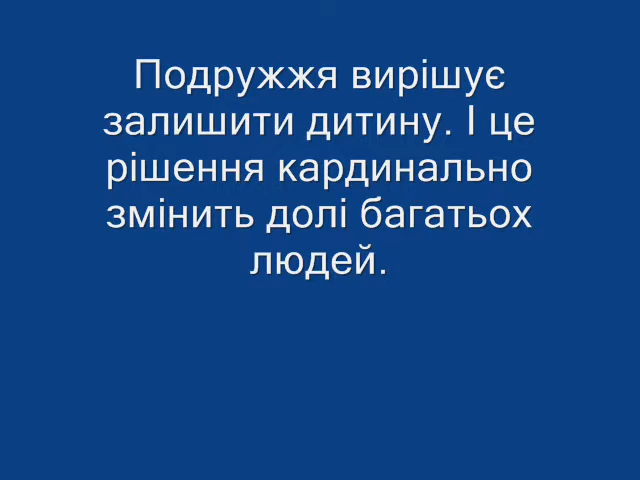 Подружжя вирішує
залишити дитину. І це
рішення кардинально
змінить долі багатьох
людей.